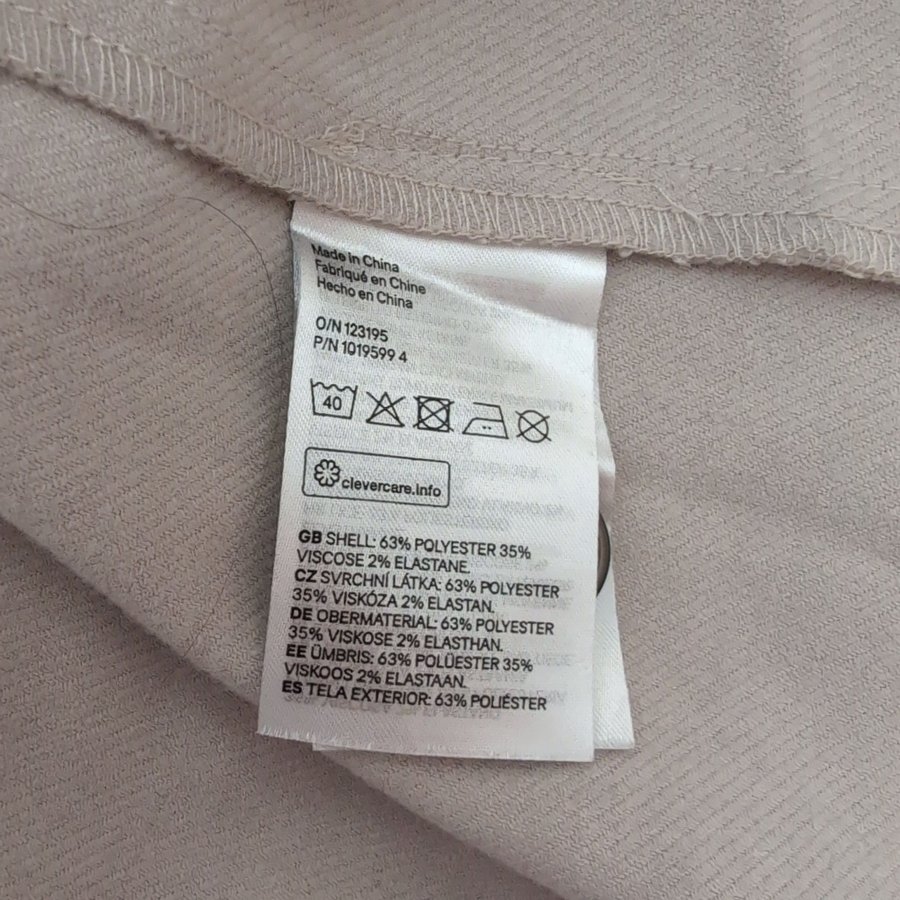 Made in China
Fabriqué en Chine
Hecho en China
O/N 123195
P/N 1019599 4
40
clevercare.info
GB SHELL: 63% POLYESTER 35%
VISCOSE 2% ELASTANE.
CZ SVRCHNÍ LÁTKA: 63% POLYESTER
35% VISKÓZA 2% ELASTAN.
DE OBERMATERIAL: 63% POLYESTER
35% VISKOSE 2% ELASTHAN.
EE ÜMBRIS: 63% POLÜESTER 35%
VISKOOS 2% ELASTAAN.
ES TELA EXTERIOR: 63% POLIÉSTER